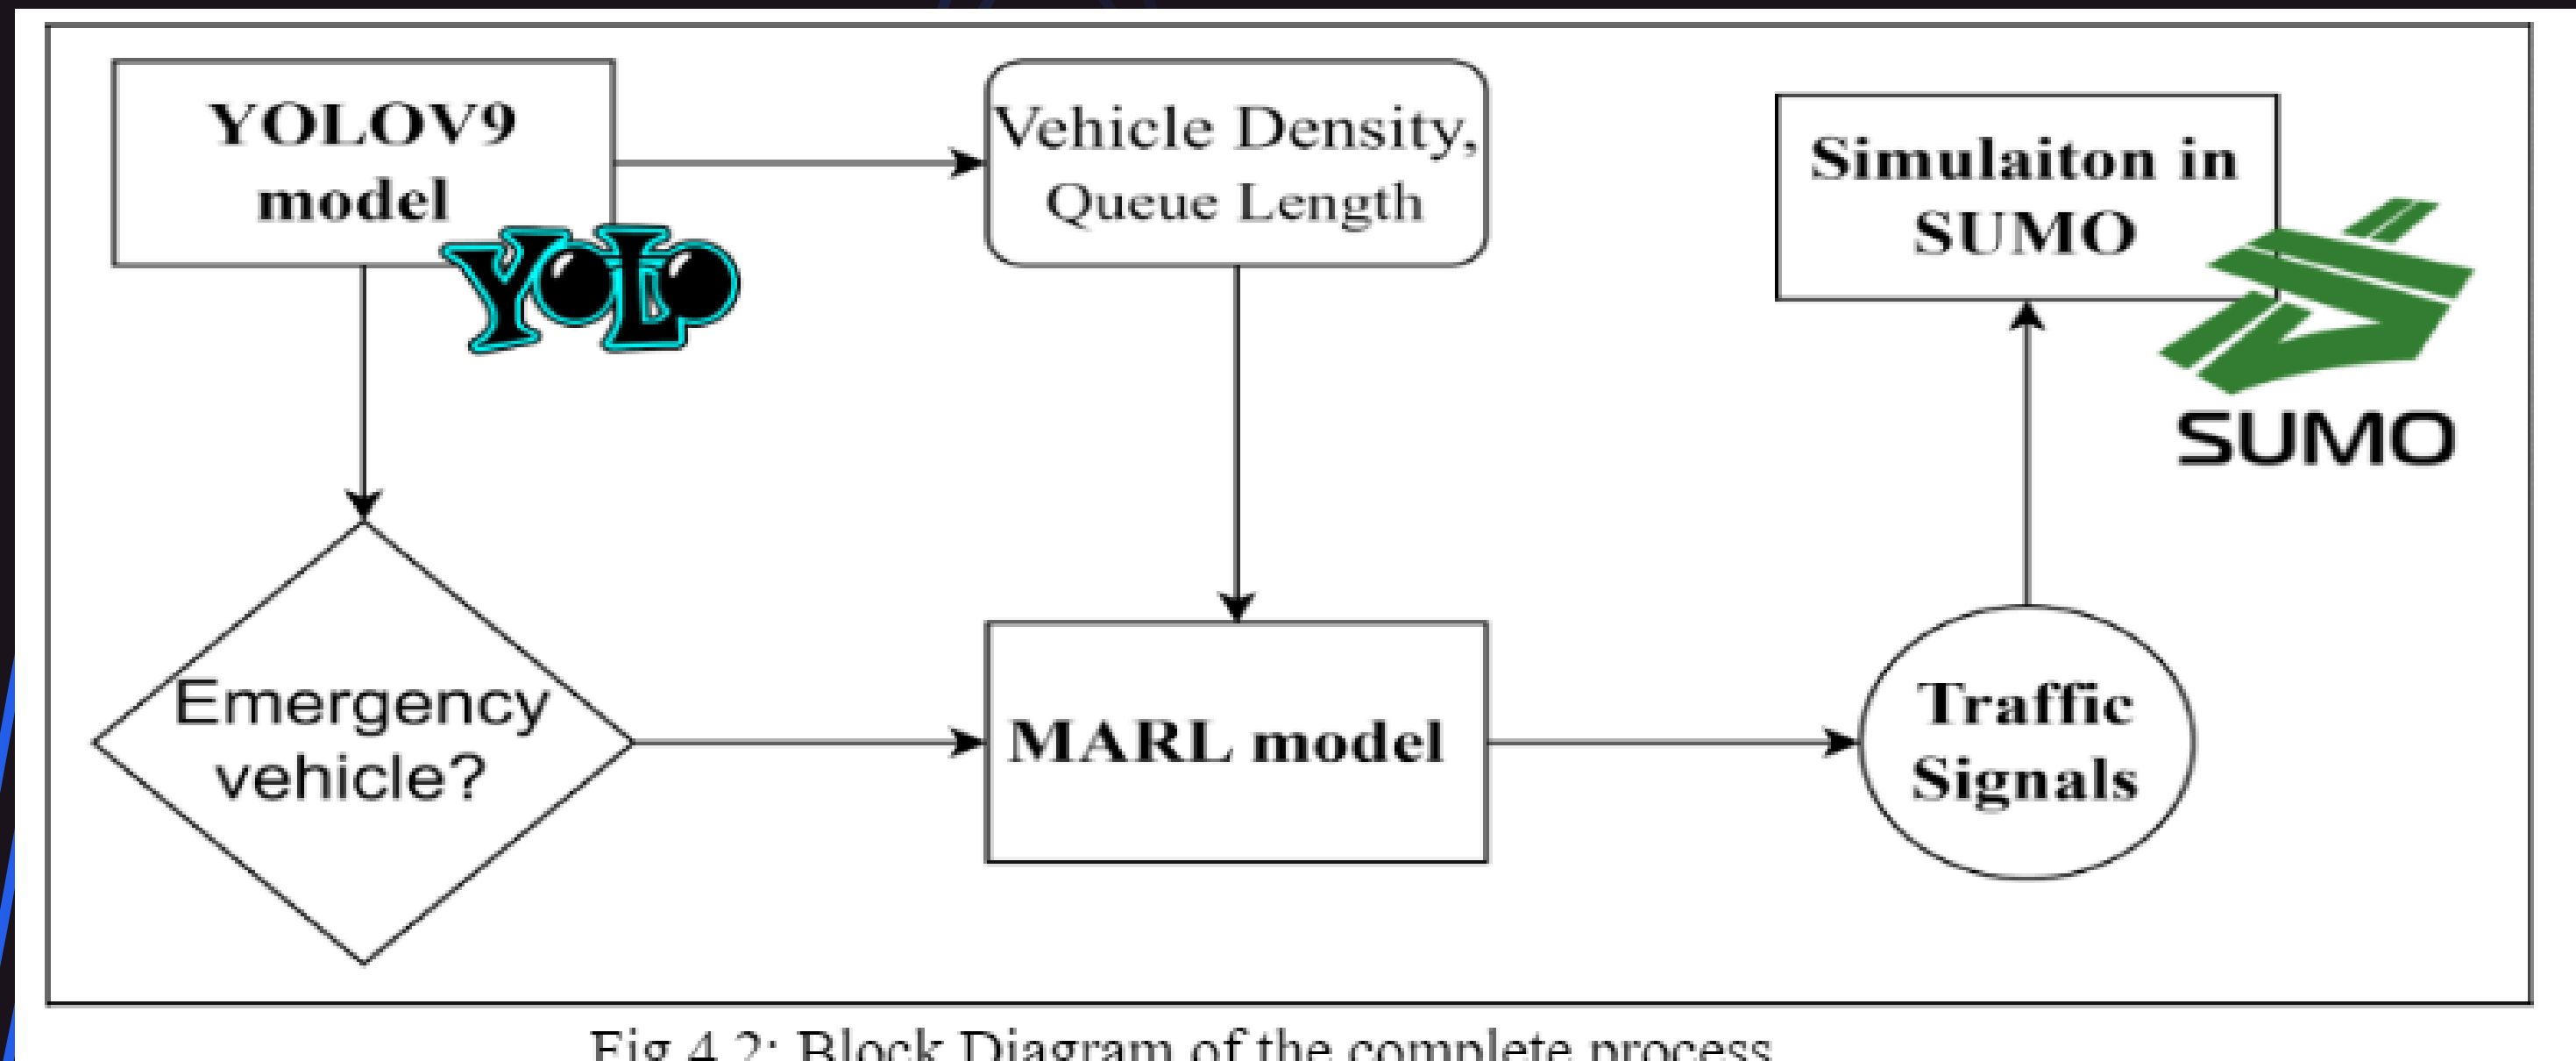 YOLOV9
model
YOLO
Vehicle Density,
Queue Length
Simulaiton in
SUMO
SUMO
Emergency
vehicle?
MARL model
Traffic
Signals
Fig 4.2: Block Diagram of the complete process